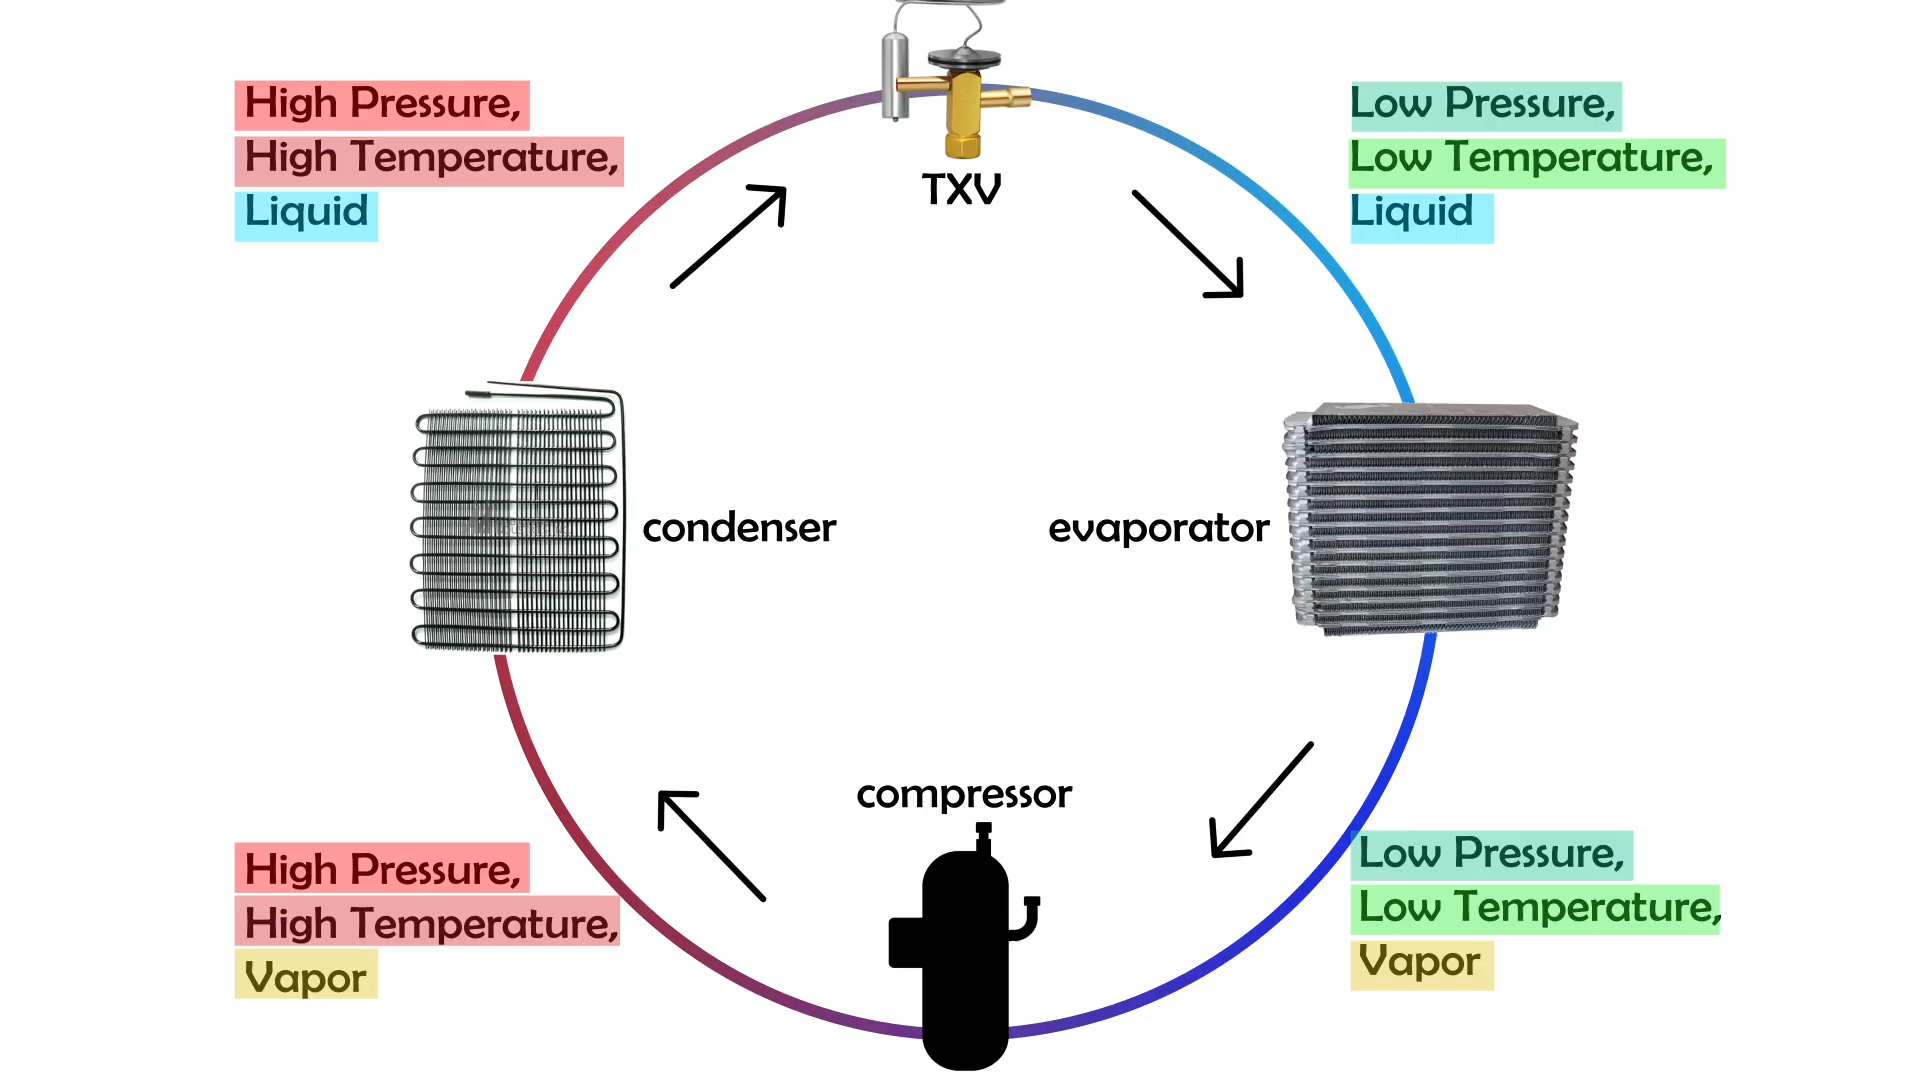 High Pressure,
High Temperature,
Liquid
TXV
Low Pressure,
Low Temperature,
Liquid
condenser
evaporator
compressor
High Pressure,
High Temperature,
Vapor
Low Pressure,
Low Temperature,
Vapor